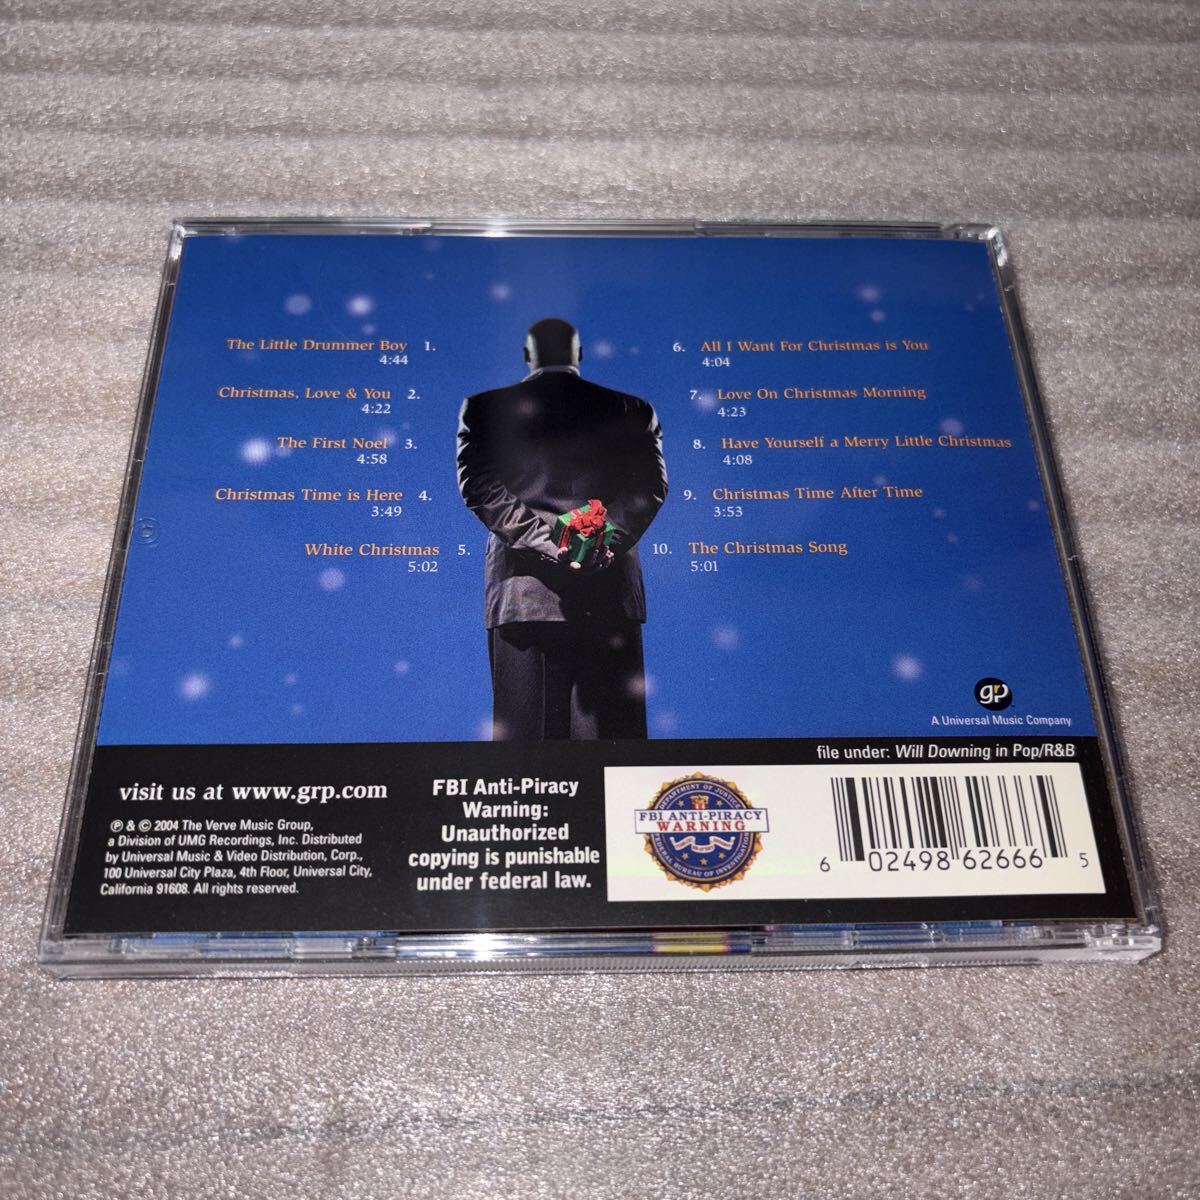 The Little Drummer Boy 1.
4:44
Christmas, Love & You 2.
4:22
The First Noel 3.
4:58
Christmas Time is Here 4.
3:49
White Christmas 5.
5:02
6. All I Want For Christmas is You
4:04
7. Love On Christmas Morning
4:23
8. Have Yourself a Merry Little Christmas
4:08
9. Christmas Time After Time
3:53
10. The Christmas Song
5:01
grp
A Universal Music Company
file under: Will Downing in Pop/R&B
visit us at www.grp.com
℗ & © 2004 The Verve Music Group,
a Division of UMG Recordings, Inc. Distributed
by Universal Music & Video Distribution, Corp.,
100 Universal City Plaza, 4th Floor, Universal City,
California 91608. All rights reserved.
FBI Anti-Piracy
Warning:
Unauthorized
copying is punishable
under federal law.
DEPARTMENT OF JUSTICE
FBI ANTI-PIRACY
WARNING
FEDERAL BUREAU OF INVESTIGATION
6 02498 62666 5